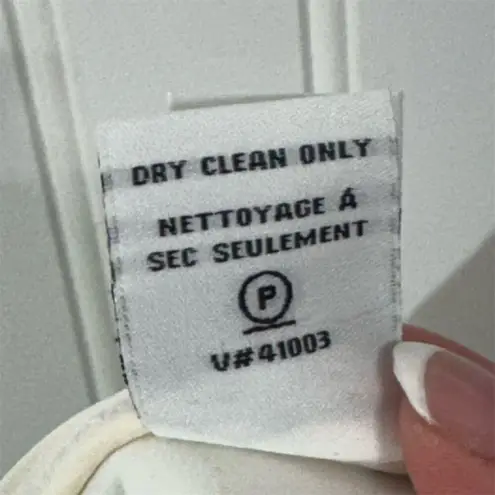 DRY CLEAN ONLY
NETTOYAGE Á
SEC SEULEMENT
P
V# 41003